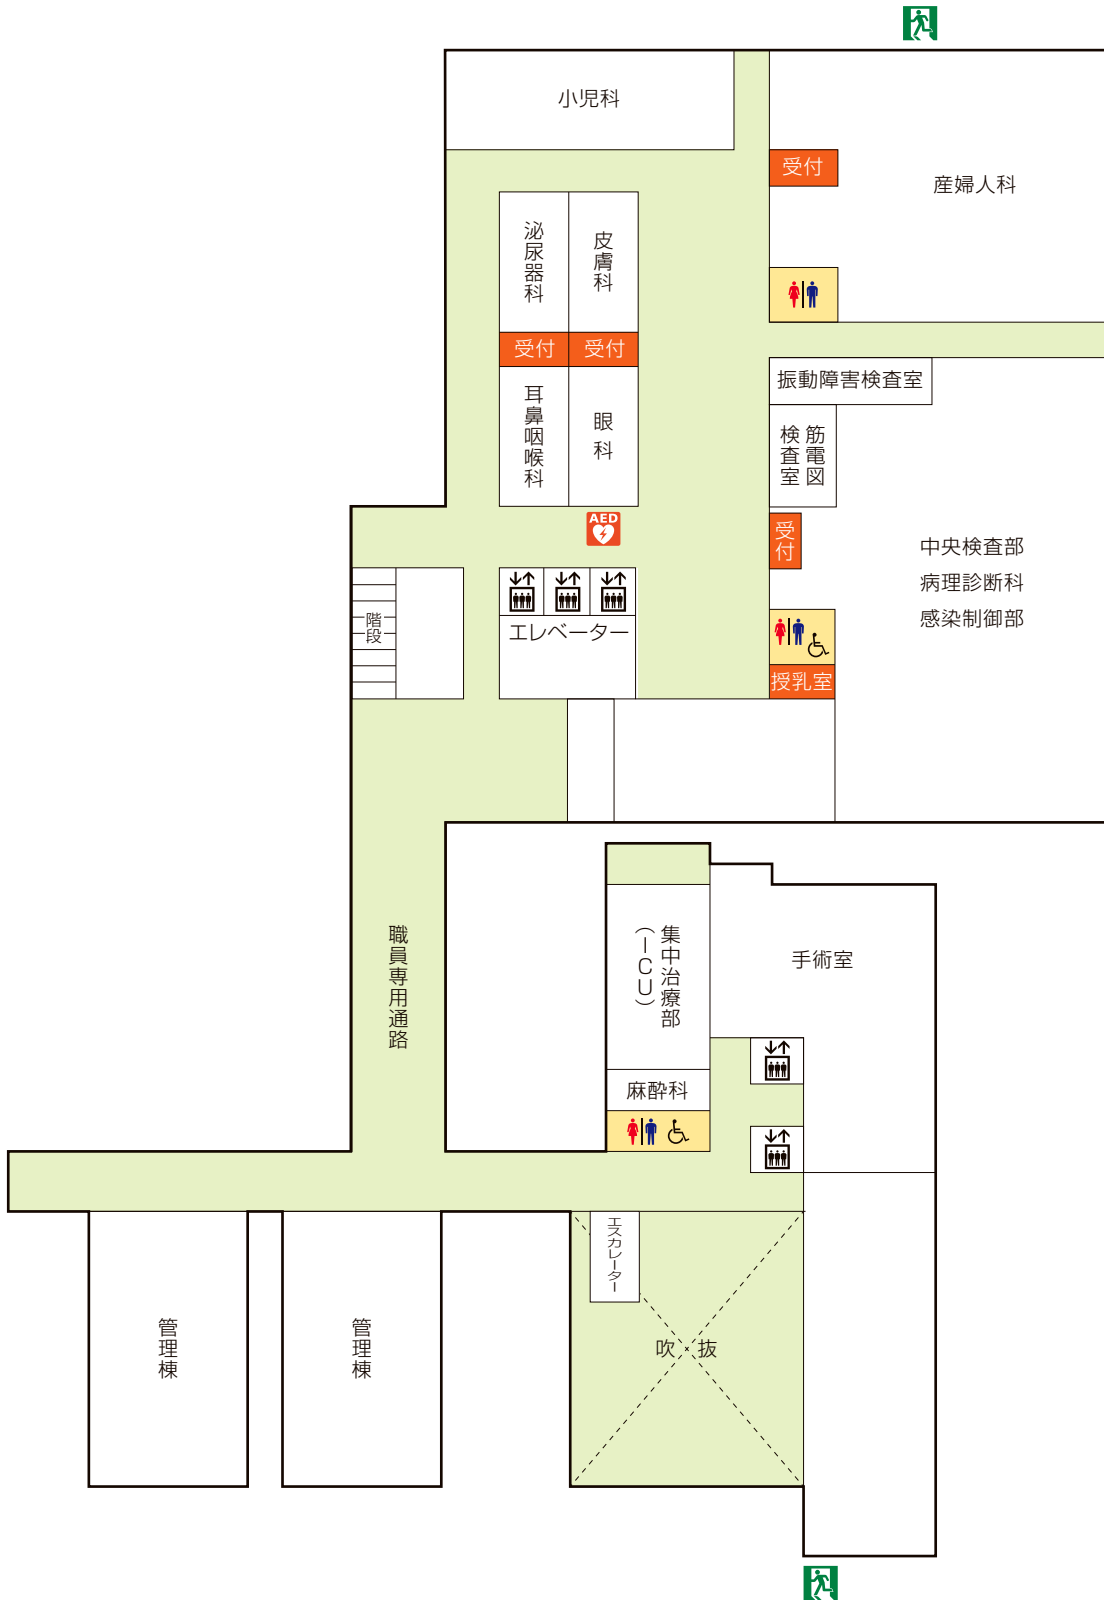 小児科
受付
産婦人科
泌尿器科
皮膚科
受付
受付
耳鼻咽喉科
眼科
振動障害検査室
筋電図
検査室
AED
受付
中央検査部
病理診断科
感染制御部
階段
エレベーター
授乳室
職員専用通路
集中治療部
(ICU)
手術室
麻酔科
エスカレーター
吹抜
管理棟
管理棟